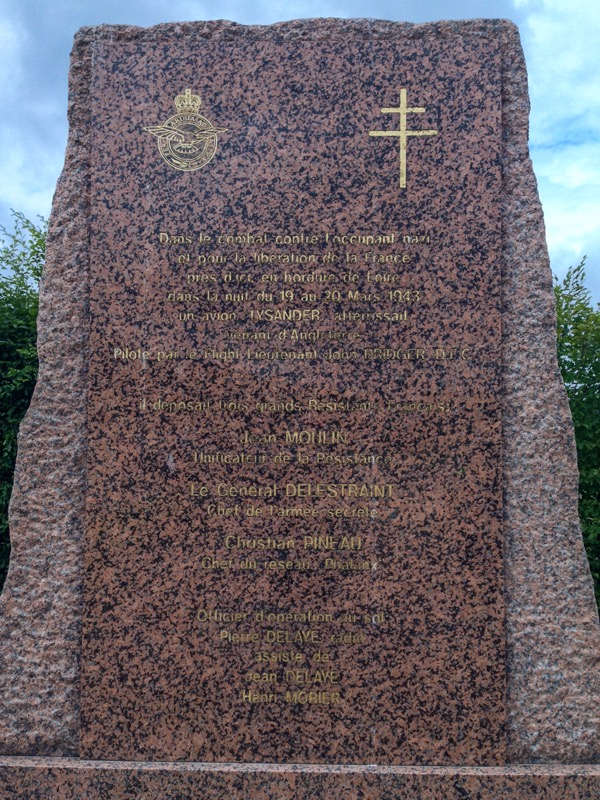 Dans le combat contre l'occupant nazi
et pour la libération de la France
près d'ici en bordure de Loire
dans la nuit du 19 au 20 Mars 1943
un avion LYSANDER atterrissait
venant d'Angleterre
Piloté par le Flight Lieutenant John BRIDGER D.F.C.
il déposait trois grands Résistants Français
Jean MOULIN
Unificateur de la Résistance
Le Général DELESTRAINT
Chef de l'armée secrète
Christian PINEAU
Chef du réseau Phalanx
Officier d'opération au sol
Pierre DELAYE radio
assisté de
Jean DELAYE
Henri MORIER